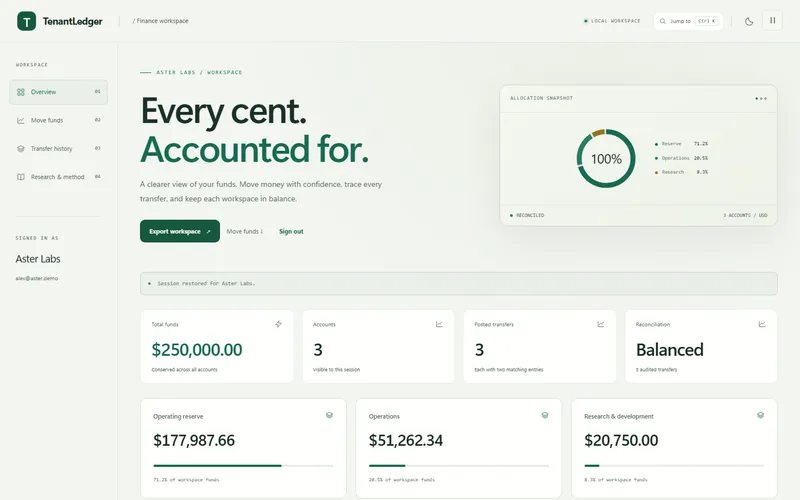 T TenantLedger / Finance workspace LOCAL WORKSPACE Jump to Ctrl K
WORKSPACE
Overview 01
Move funds 02
Transfer history 03
Research & method 04
SIGNED IN AS
Aster Labs
alex@aster.demo
ASTER LABS / WORKSPACE
Every cent.
Accounted for.
A clearer view of your funds. Move money with confidence, trace every
transfer, and keep each workspace in balance.
Export workspace ↗ Move funds ↓ Sign out
ALLOCATION SNAPSHOT
100%
Reserve 71.2%
Operations 20.5%
Research 8.3%
RECONCILED 3 ACCOUNTS / USD
Session restored for Aster Labs.
Total funds
$250,000.00
Conserved across all accounts
Accounts
3
Visible to this session
Posted transfers
3
Each with two matching entries
Reconciliation
Balanced
3 audited transfers
Operating reserve
$177,987.66
71.2% of workspace funds
Operations
$51,262.34
20.5% of workspace funds
Research & development
$20,750.00
8.3% of workspace funds